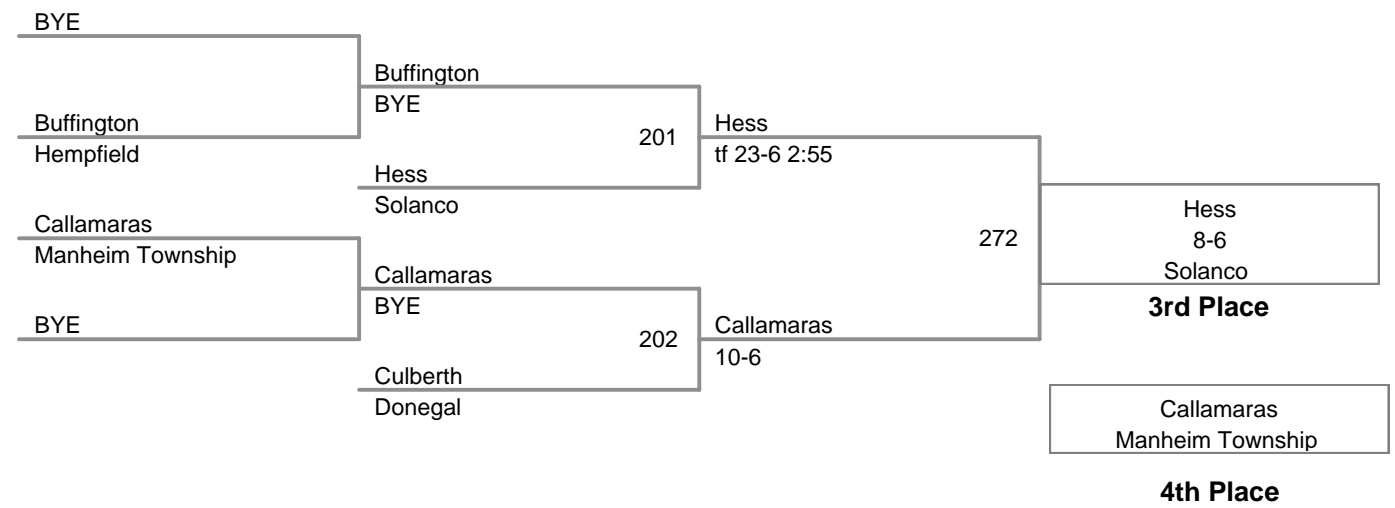 BYE
Buffington
Hempfield
Callamaras
Manheim Township
BYE
Buffington
BYE
201
Hess
Solanco
Callamaras
BYE
202
Culberth
Donegal
Hess
tf 23-6 2:55
272
Callamaras
10-6
Hess
8-6
Solanco
3rd Place
Callamaras
Manheim Township
4th Place